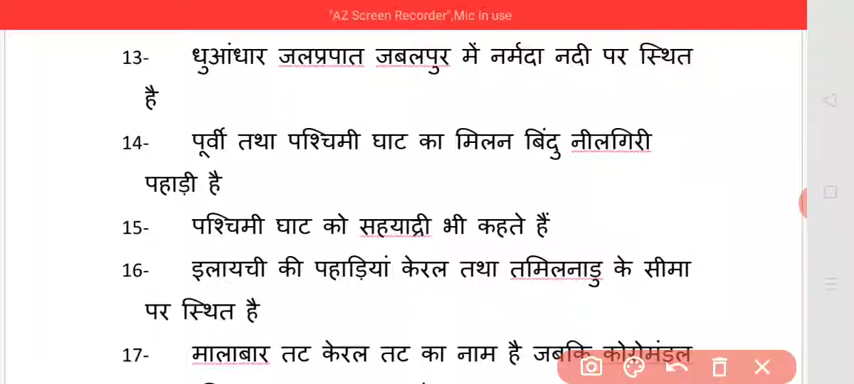 "AZ Screen Recorder",Mic in use
13- धुआंधार जलप्रपात जबलपुर में नर्मदा नदी पर स्थित
है
14- पूर्वी तथा पश्चिमी घाट का मिलन बिंदु नीलगिरी
पहाड़ी है
15- पश्चिमी घाट को सहयाद्री भी कहते हैं
16- इलायची की पहाड़ियां केरल तथा तमिलनाडु के सीमा
पर स्थित है
17- मालाबार तट केरल तट का नाम है जबकि